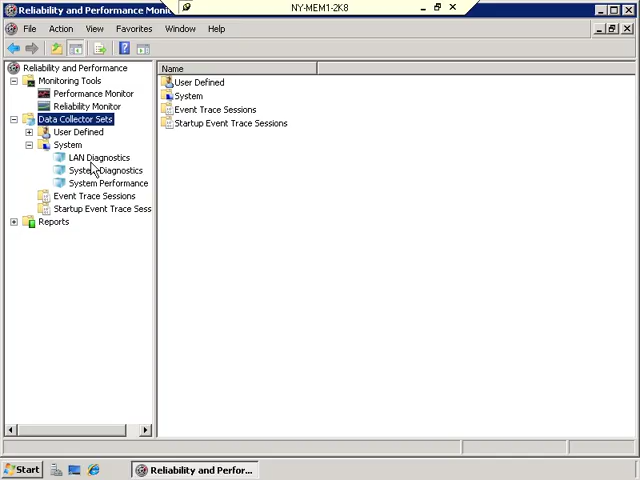 Reliability and Performance Moni
NY-MEM1-2K8
File Action View Favorites Window Help
Reliability and Performance
Monitoring Tools
Performance Monitor
Reliability Monitor
Data Collector Sets
User Defined
System
LAN Diagnostics
System Diagnostics
System Performance
Event Trace Sessions
Startup Event Trace Sess
Reports
Name
User Defined
System
Event Trace Sessions
Startup Event Trace Sessions
Start
Reliability and Perfor...